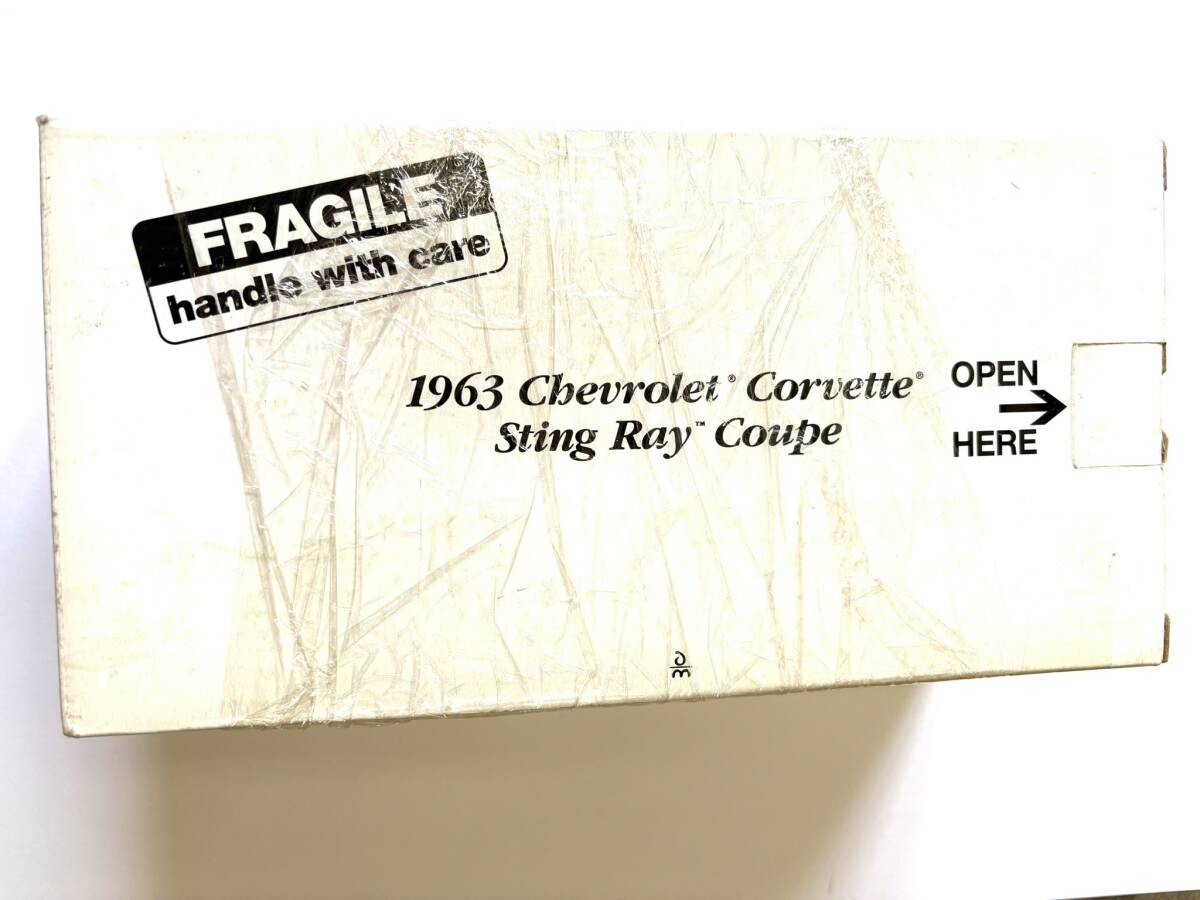 FRAGILE
handle with care
1963 Chevrolet® Corvette®
Sting Ray™ Coupe
OPEN
HERE